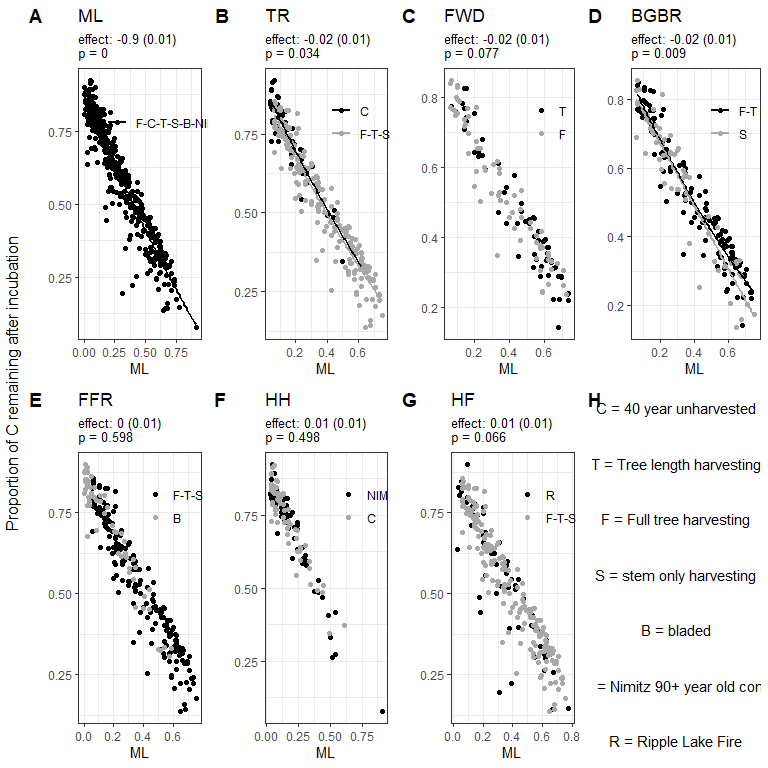 Proportion of C remaining after incubation
A ML
effect: -0.9 (0.01)
p = 0
F-C-T-S-B-NI
0.75
0.50
0.25
0.00 0.25 0.50 0.75
ML
B TR
effect: -0.02 (0.01)
p = 0.034
C
F-T-S
0.75
0.50
0.25
0.2 0.4 0.6
ML
C FWD
effect: -0.02 (0.01)
p = 0.077
T
F
0.8
0.6
0.4
0.2
0.2 0.4 0.6
ML
D BGBR
effect: -0.02 (0.01)
p = 0.009
F-T
S
0.8
0.6
0.4
0.2
0.2 0.4 0.6
ML
E FFR
effect: 0 (0.01)
p = 0.598
F-T-S
B
0.75
0.50
0.25
0.0 0.2 0.4 0.6
ML
F HH
effect: 0.01 (0.01)
p = 0.498
NIM
C
0.75
0.50
0.25
0.00 0.25 0.50 0.75
ML
G HF
effect: 0.01 (0.01)
p = 0.066
R
F-T-S
0.75
0.50
0.25
0.0 0.2 0.4 0.6 0.8
ML
H
C = 40 year unharvested
T = Tree length harvesting
F = Full tree harvesting
S = stem only harvesting
B = bladed
= Nimitz 90+ year old con
R = Ripple Lake Fire